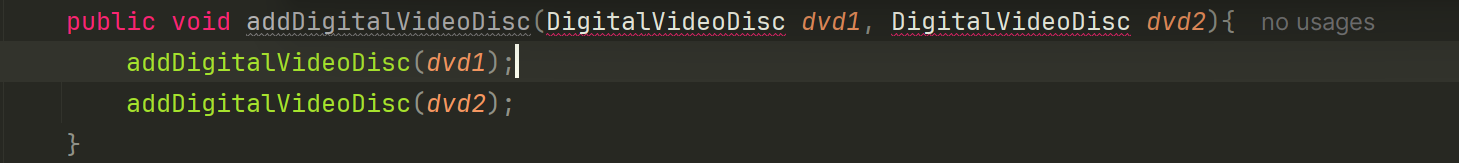 public void addDigitalVideoDisc(DigitalVideoDisc dvd1, DigitalVideoDisc dvd2){ no usages
addDigitalVideoDisc(dvd1);
addDigitalVideoDisc(dvd2);
}